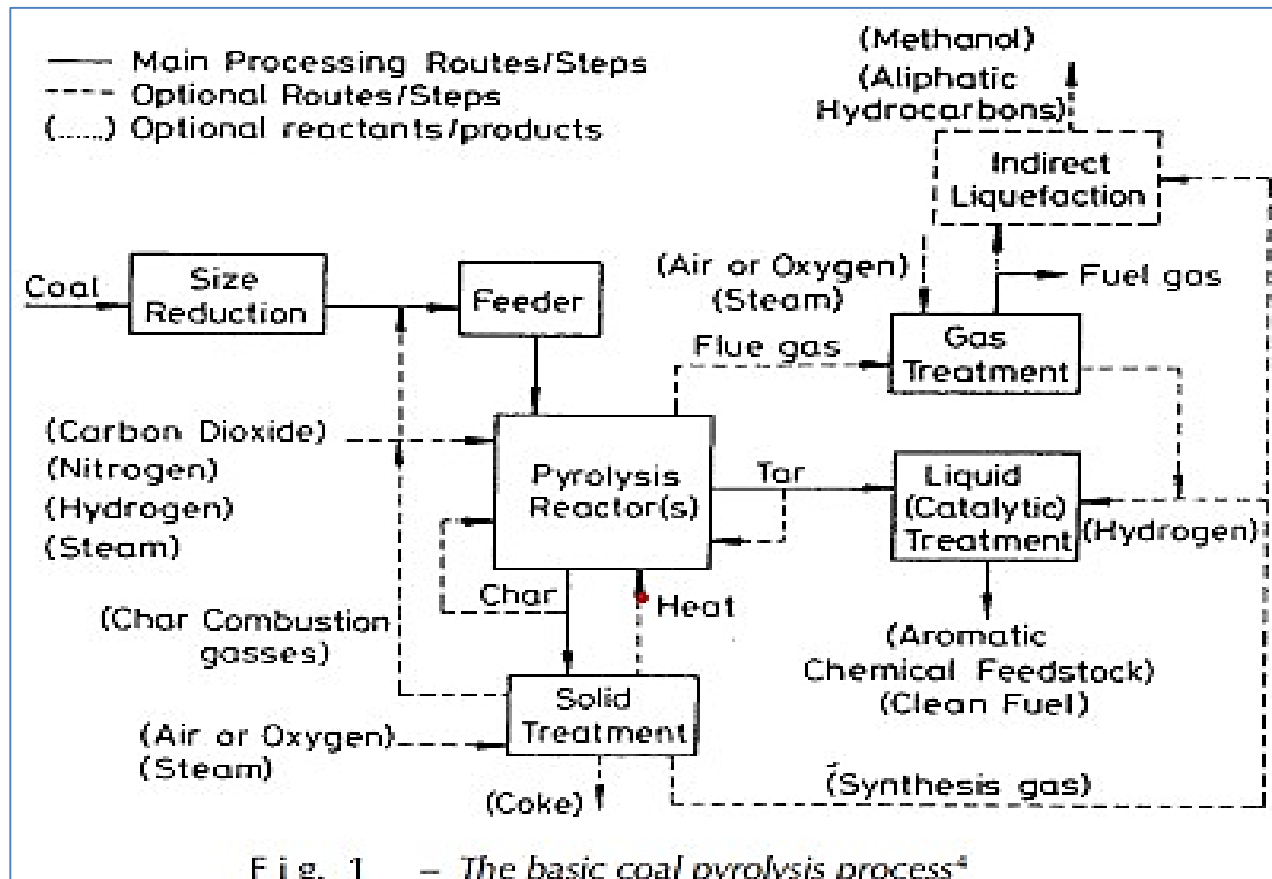 Main Processing Routes/Steps
Optional Routes/Steps
(......) Optional reactants/products
(Methanol)
(Aliphatic
Hydrocarbons)
Indirect
Liquefaction
Coal
Size
Reduction
Feeder
(Air or Oxygen)
(Steam)
Fuel gas
Flue gas
Gas
Treatment
(Carbon Dioxide)
(Nitrogen)
(Hydrogen)
(Steam)
Pyrolysis
Reactor(s)
Tar
Liquid
(Catalytic)
Treatment
(Hydrogen)
Char
Heat
(Char Combustion
gasses)
(Aromatic
Chemical Feedstock)
(Clean Fuel)
Solid
Treatment
(Air or Oxygen)
(Steam)
(Coke)
(Synthesis gas)
Fig. 1 – The basic coal pyrolysis process⁴